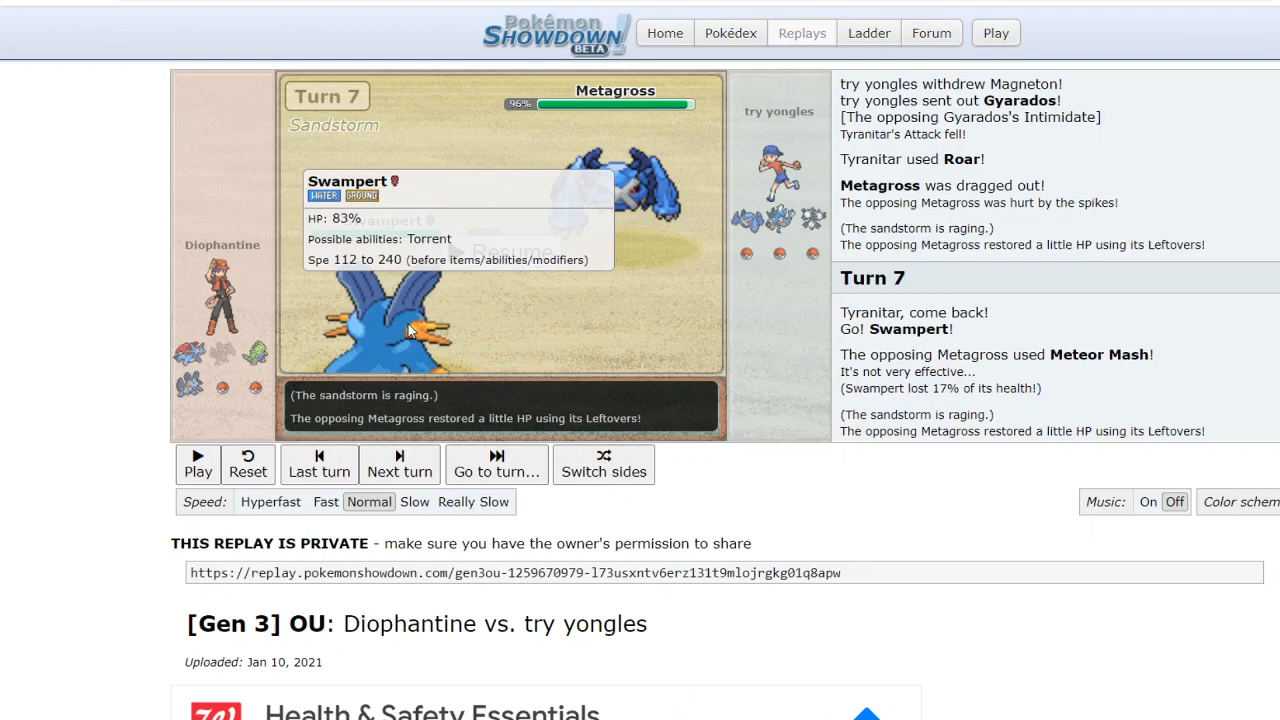 Pokémon
SHOWDOWN!
BETA
Home
Pokédex
Replays
Ladder
Forum
Play
Turn 7
Sandstorm
Metagross
96%
Swampert
WATER GROUND
HP: 83%
Possible abilities: Torrent
Spe 112 to 240 (before items/abilities/modifiers)
Swampert
Resume
Diophantine
try yongles
(The sandstorm is raging.)
The opposing Metagross restored a little HP using its Leftovers!
try yongles withdrew Magneton!
try yongles sent out Gyarados!
[The opposing Gyarados's Intimidate]
Tyranitar's Attack fell!
Tyranitar used Roar!
Metagross was dragged out!
The opposing Metagross was hurt by the spikes!
(The sandstorm is raging.)
The opposing Metagross restored a little HP using its Leftovers!
Turn 7
Tyranitar, come back!
Go! Swampert!
The opposing Metagross used Meteor Mash!
It's not very effective...
(Swampert lost 17% of its health!)
(The sandstorm is raging.)
The opposing Metagross restored a little HP using its Leftovers!
Play
Reset
Last turn
Next turn
Go to turn...
Switch sides
Speed: Hyperfast Fast Normal Slow Really Slow
Music: On Off
Color schem
THIS REPLAY IS PRIVATE - make sure you have the owner's permission to share
https://replay.pokemonshowdown.com/gen3ou-1259670979-l73usxntv6erz131t9mlojrgkg01q8apw
[Gen 3] OU: Diophantine vs. try yongles
Uploaded: Jan 10, 2021
Health & Safety Essentials